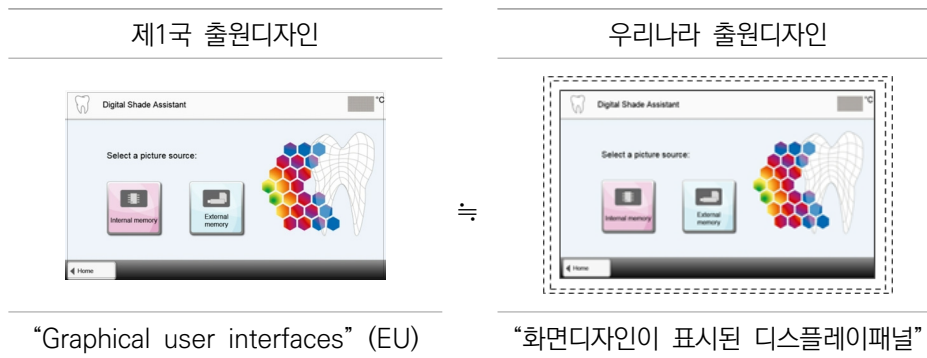 제1국 출원디자인
우리나라 출원디자인
Digital Shade Assistant
°C
Select a picture source:
Internal memory
External
memory
Home
≒
Digital Shade Assistant
°C
Select a picture source:
Internal memory
External
memory
Home
“Graphical user interfaces” (EU)
“화면디자인이 표시된 디스플레이패널”